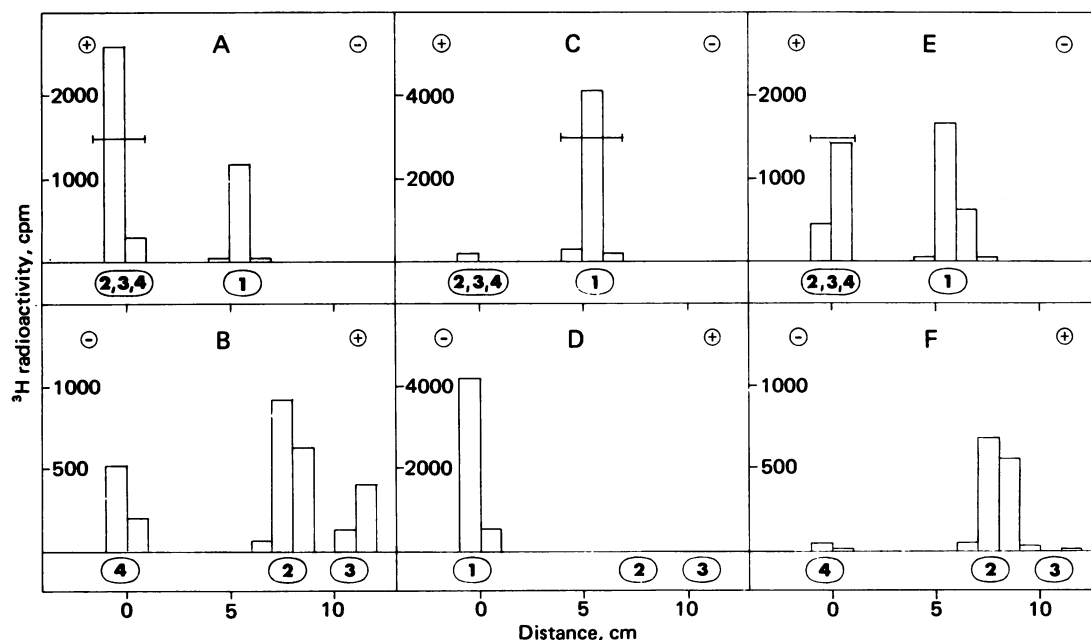 ³H radioactivity, cpm
⊕ A ⊖
2000
1000
2,3,4 1
⊕ C ⊖
4000
2000
2,3,4 1
⊕ E ⊖
2000
1000
2,3,4 1
⊖ B ⊕
1000
500
4 2 3
0 5 10
⊖ D ⊕
4000
2000
1 2 3
0 5 10
⊖ F ⊕
1000
500
4 2 3
0 5 10
Distance, cm